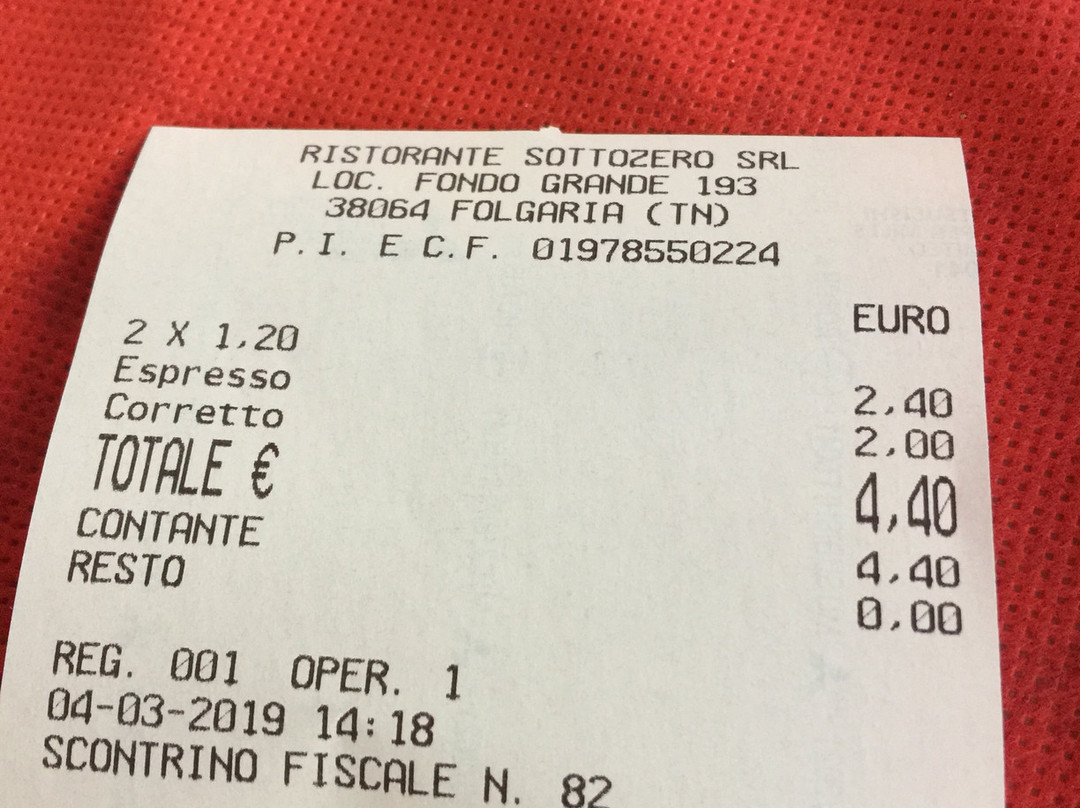 RISTORANTE SOTTOZERO SRL
LOC. FONDO GRANDE 193
38064 FOLGARIA (TN)
P.I. E C.F. 01978550224
EURO
2 X 1,20
Espresso 2,40
Corretto 2,00
TOTALE € 4,40
CONTANTE 4,40
RESTO 0,00
REG. 001 OPER. 1
04-03-2019 14:18
SCONTRINO FISCALE N. 82